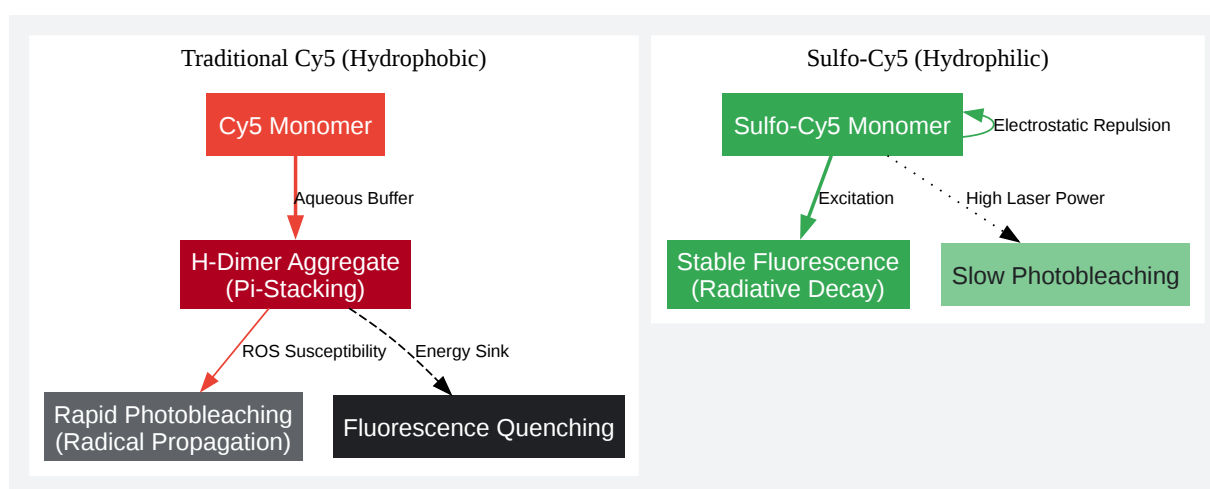 Traditional Cy5 (Hydrophobic)
Cy5 Monomer
Aqueous Buffer
H-Dimer Aggregate
(Pi-Stacking)
ROS Susceptibility
Energy Sink
Rapid Photobleaching
(Radical Propagation)
Fluorescence Quenching
Sulfo-Cy5 (Hydrophilic)
Sulfo-Cy5 Monomer
Electrostatic Repulsion
Excitation
High Laser Power
Stable Fluorescence
(Radiative Decay)
Slow Photobleaching